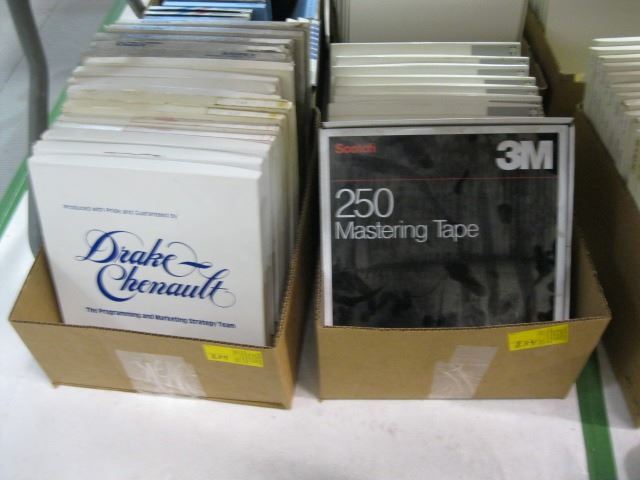 Produced with Pride and Guaranteed by
Drake-
Chenault
The Programming and Marketing Strategy Team
Scotch
3M
250
Mastering Tape